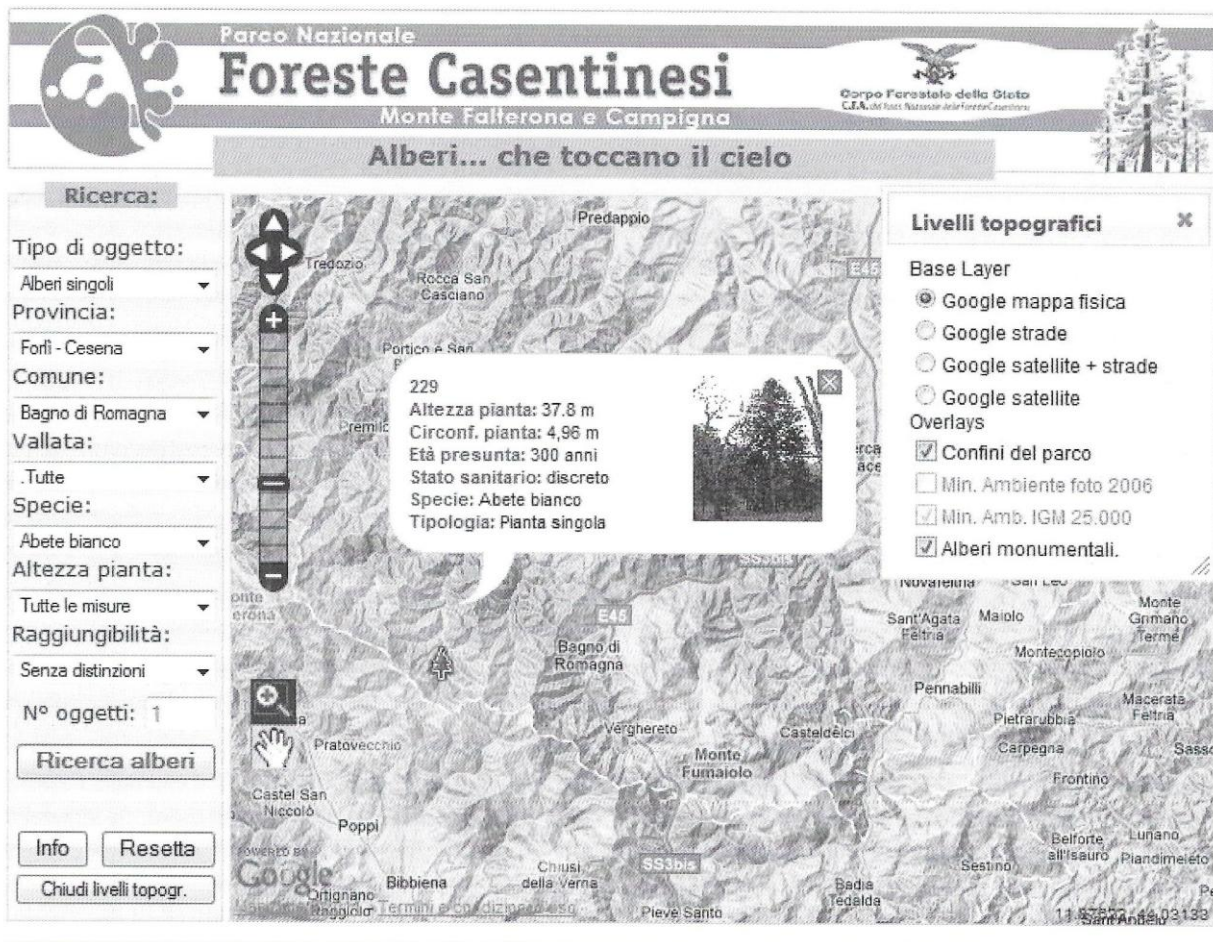 Parco Nazionale
Foreste Casentinesi
Monte Falterona e Campigna
Corpo Forestale dello Stato
C.T.A.
Alberi... che toccano il cielo
Ricerca:
Tipo di oggetto:
Alberi singoli
Provincia:
Forlì - Cesena
Comune:
Bagno di Romagna
Vallata:
.Tutte
Specie:
Abete bianco
Altezza pianta:
Tutte le misure
Raggiungibilità:
Senza distinzioni
N° oggetti: 1
Ricerca alberi
Info
Resetta
Chiudi livelli topogr.
Predappio
Tredozio
Rocca San
Casciano
E45
Portico e San
229
Altezza pianta: 37.8 m
Circonf. pianta: 4,96 m
Età presunta: 300 anni
Stato sanitario: discreto
Specie: Abete bianco
Tipologia: Pianta singola
E45
Bagno di
Romagna
Novafeltria
San Leo
Sant'Agata
Feltria
Maiolo
Monte
Grimano
Terme
Montecopiolo
Pennabilli
Macerata
Feltria
Pietrarubbia
Carpegna
Verghereto
Casteldelci
Monte
Fumaiolo
Frontino
Pratovecchio
Castel San
Niccolò
Poppi
Belforte
all'Isauro
Lunano
Piandimeleto
Sestino
POWERED BY
Google
Bibbiena
Chiusi
della Verna
SS3bis
Badia
Tedalda
Ortignano
Raggiolo
Termini e condizioni d'uso
Pieve Santo
Sant'Angelo
Livelli topografici
Base Layer
Google mappa fisica
Google strade
Google satellite + strade
Google satellite
Overlays
Confini del parco
Min. Ambiente foto 2006
Min. Amb. IGM 25.000
Alberi monumentali.